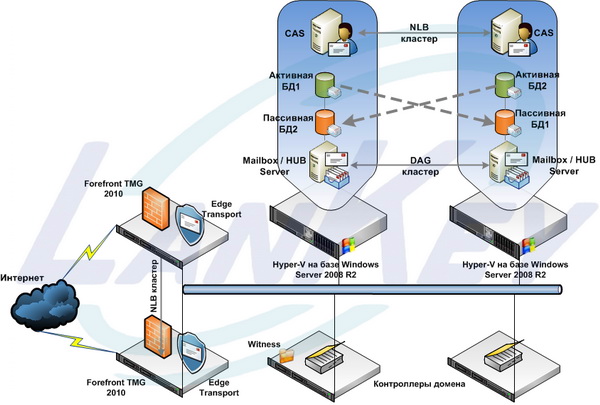 CAS
NLB
кластер
CAS
Активная
БД1
Активная
БД2
Пассивная
БД2
Пассивная
БД1
Mailbox / HUB
Server
DAG
кластер
Mailbox / HUB
Server
Forefront TMG
2010
Edge
Transport
LanKey
Hyper-V на базе Windows
Server 2008 R2
Hyper-V на базе Windows
Server 2008 R2
Интернет
NLB кластер
Witness
Forefront TMG
2010
Edge
Transport
Контроллеры домена